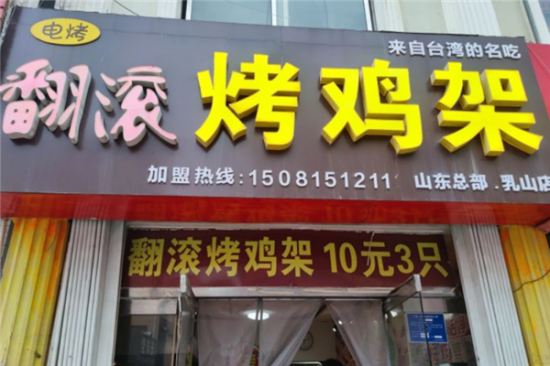 电烤
来自台湾的名吃
翻滚 烤鸡架
加盟热线:15081151211 山东总部.乳山店
翻滚烤鸡架 10元3只